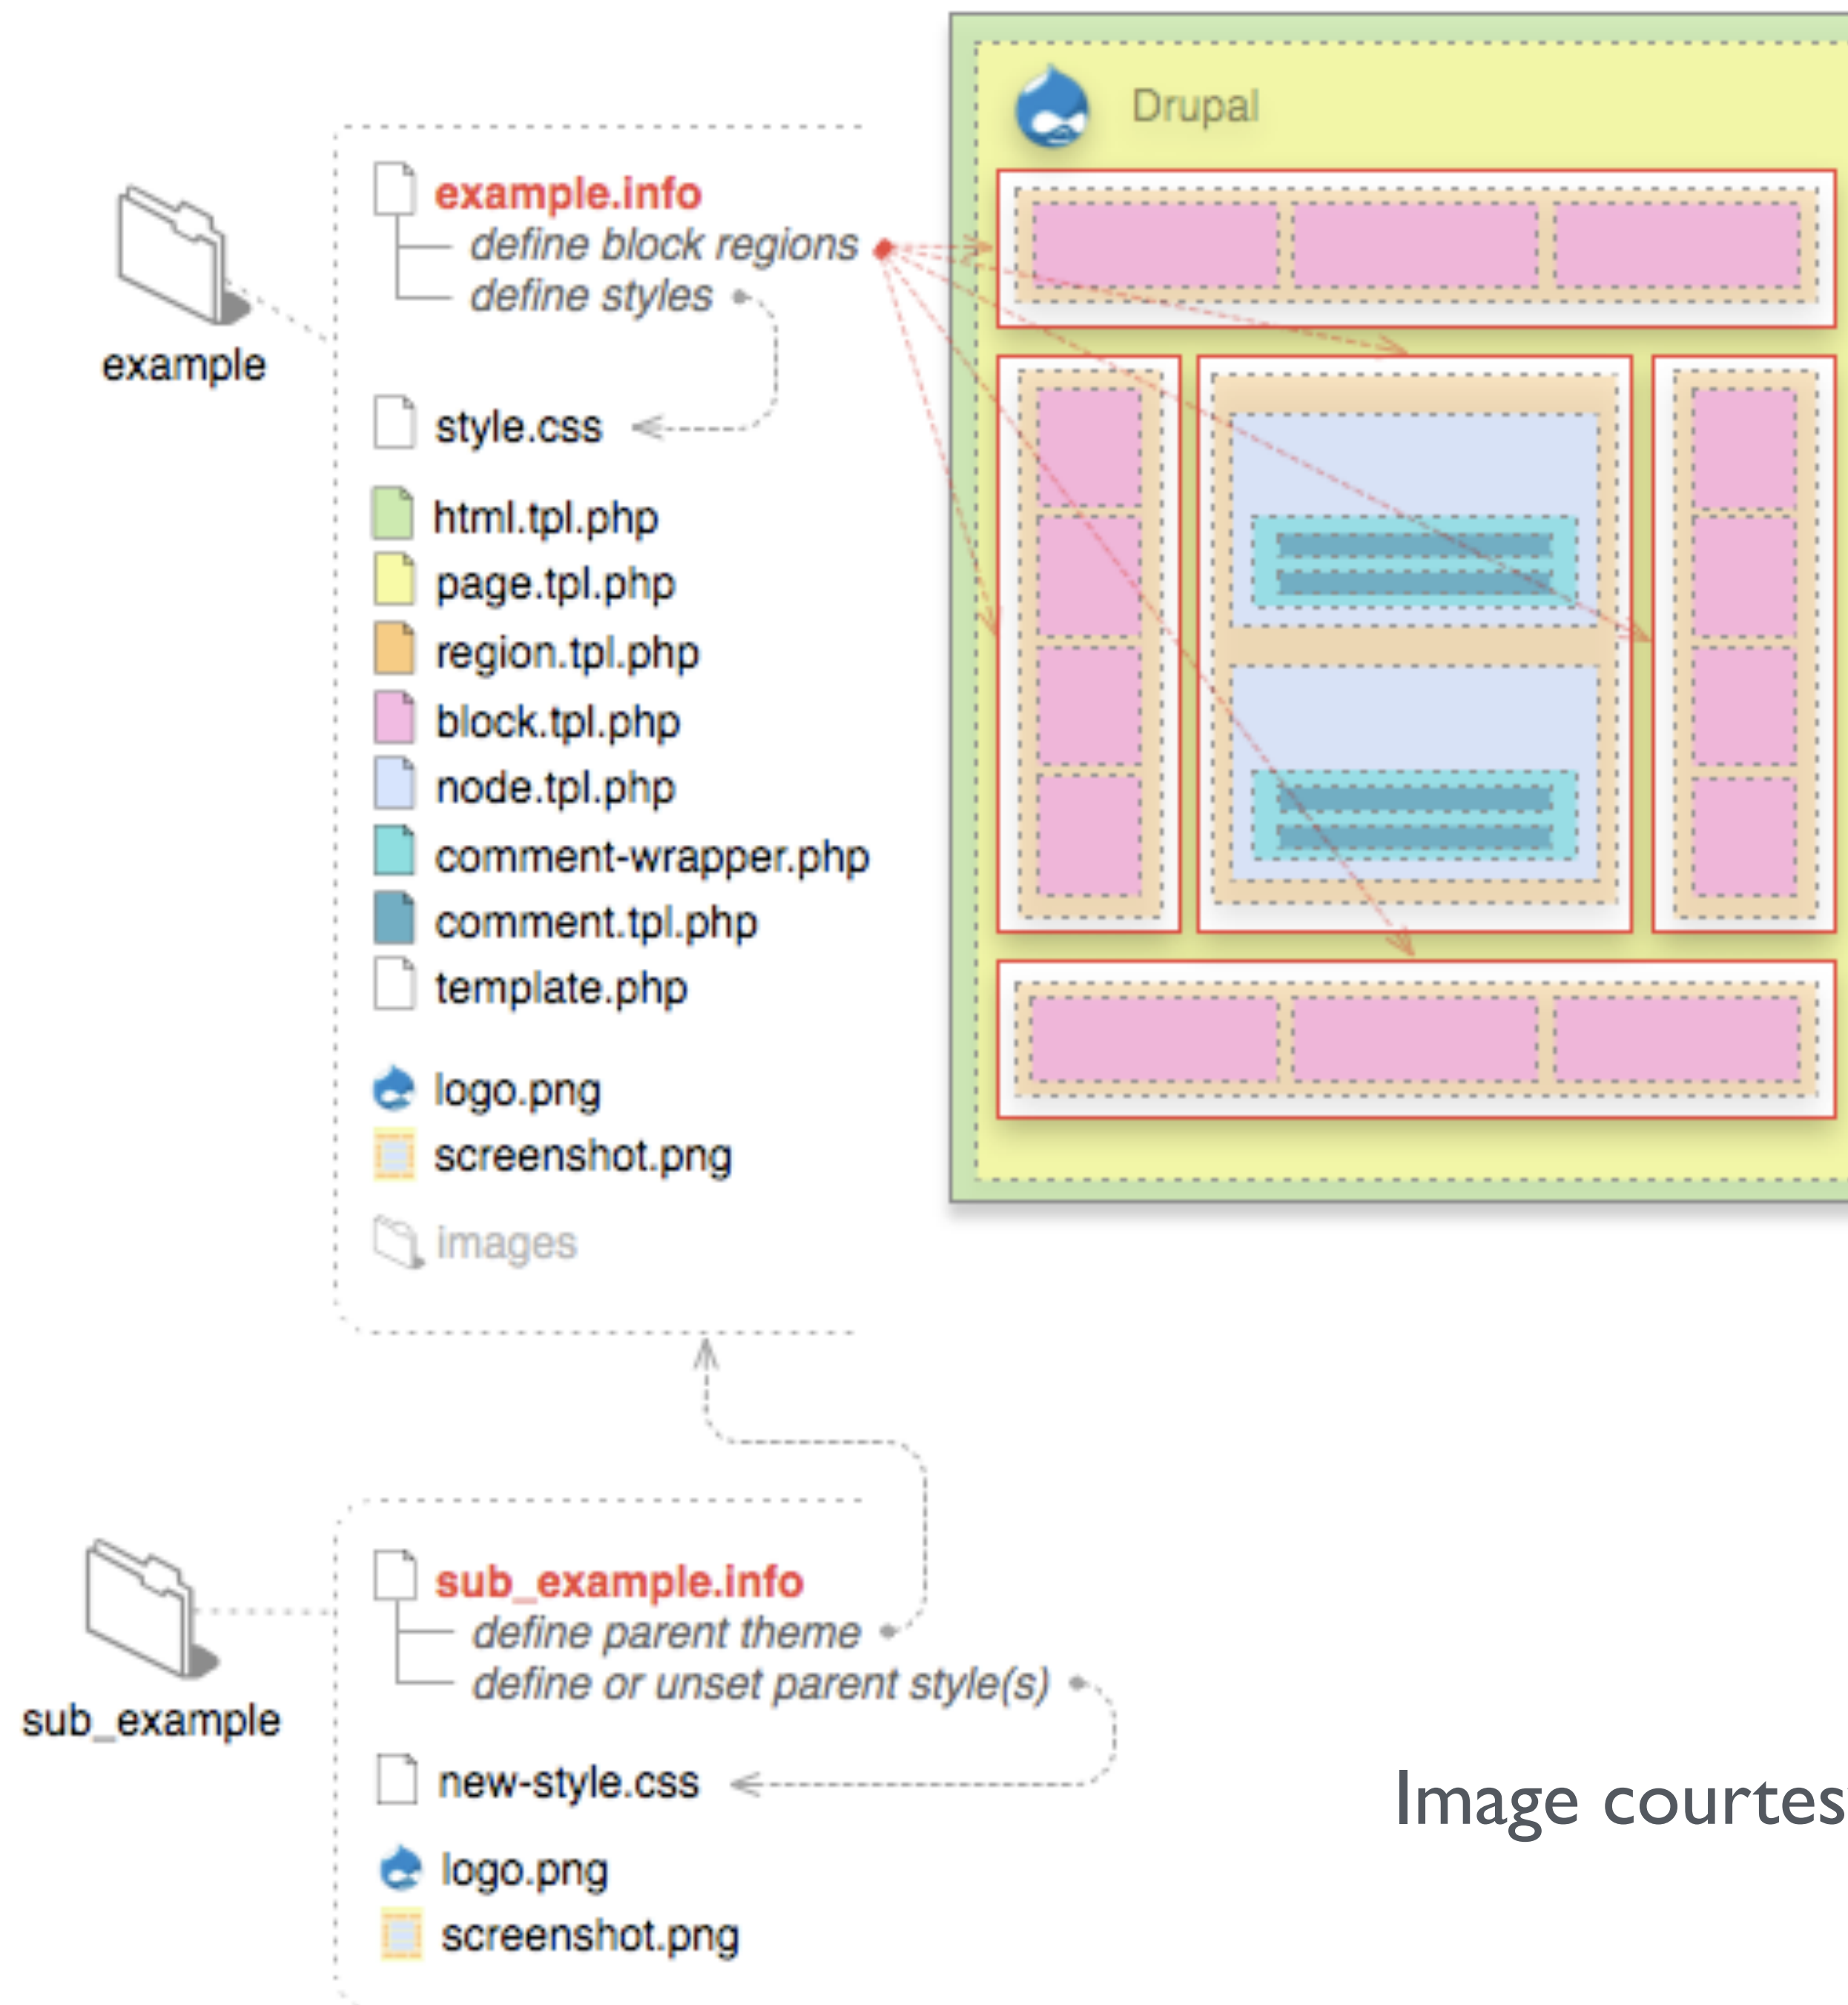 Drupal
example
example.info
define block regions
define styles
style.css
html.tpl.php
page.tpl.php
region.tpl.php
block.tpl.php
node.tpl.php
comment-wrapper.php
comment.tpl.php
template.php
logo.png
screenshot.png
images
sub_example
sub_example.info
define parent theme
define or unset parent style(s)
new-style.css
logo.png
screenshot.png
Image courtes